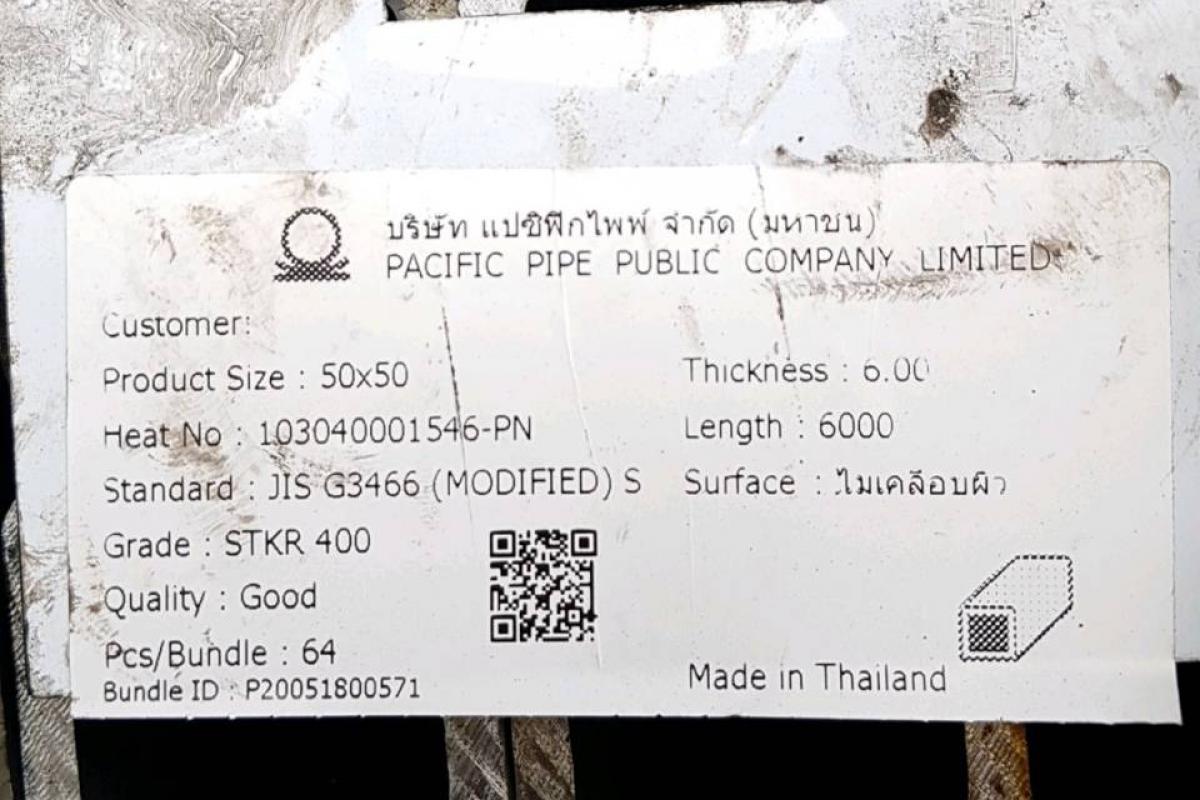 บริษัท แปซิฟิกไพพ์ จำกัด (มหาชน)
PACIFIC PIPE PUBLIC COMPANY LIMITED
Customer:
Product Size : 50x50
Thickness : 6.00
Heat No : 103040001546-PN
Length : 6000
Standard : JIS G3466 (MODIFIED) S
Surface : ไม่เคลือบผิว
Grade : STKR 400
Quality : Good
Pcs/Bundle : 64
Bundle ID : P20051800571
Made in Thailand